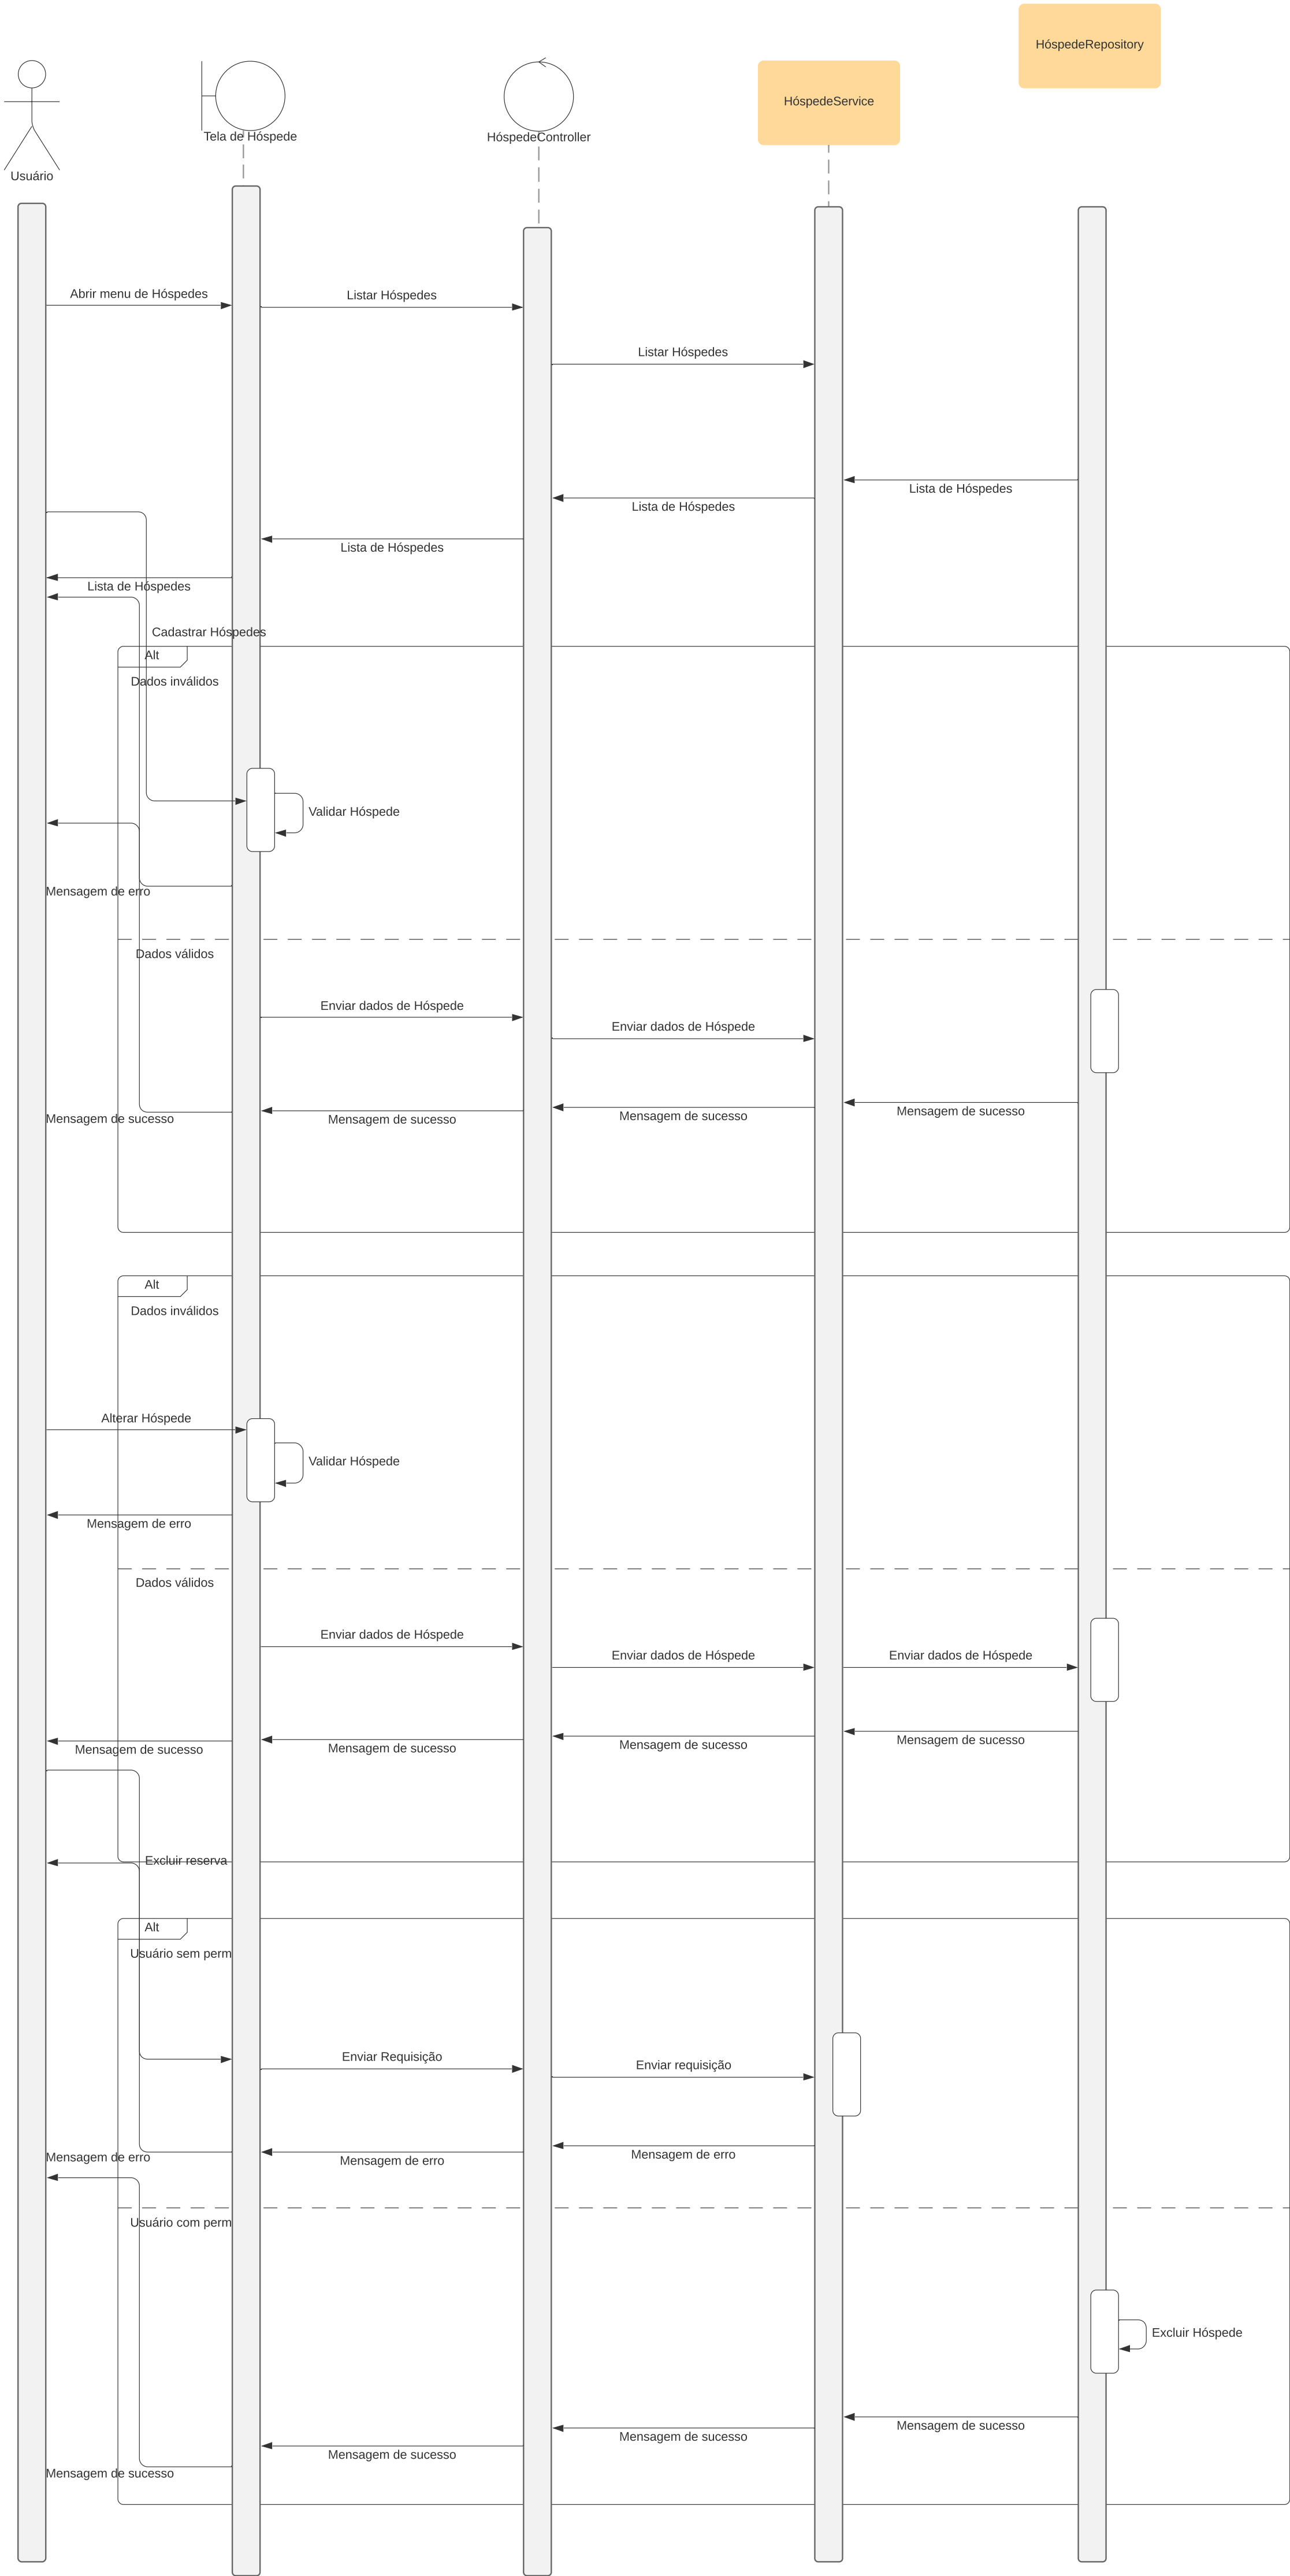 HóspedeRepository
HóspedeService
Tela de Hóspede
HóspedeController
Usuário
Abrir menu de Hóspedes
Listar Hóspedes
Listar Hóspedes
Lista de Hóspedes
Lista de Hóspedes
Lista de Hóspedes
Lista de Hóspedes
Cadastrar Hóspedes
Alt
Dados inválidos
Validar Hóspede
Mensagem de erro
Dados válidos
Enviar dados de Hóspede
Enviar dados de Hóspede
Mensagem de sucesso
Mensagem de sucesso
Mensagem de sucesso
Mensagem de sucesso
Alt
Dados inválidos
Alterar Hóspede
Validar Hóspede
Mensagem de erro
Dados válidos
Enviar dados de Hóspede
Enviar dados de Hóspede
Enviar dados de Hóspede
Mensagem de sucesso
Mensagem de sucesso
Mensagem de sucesso
Mensagem de sucesso
Excluir reserva
Alt
Usuário sem perm
Enviar Requisição
Enviar requisição
Mensagem de erro
Mensagem de erro
Mensagem de erro
Usuário com perm
Excluir Hóspede
Mensagem de sucesso
Mensagem de sucesso
Mensagem de sucesso
Mensagem de sucesso